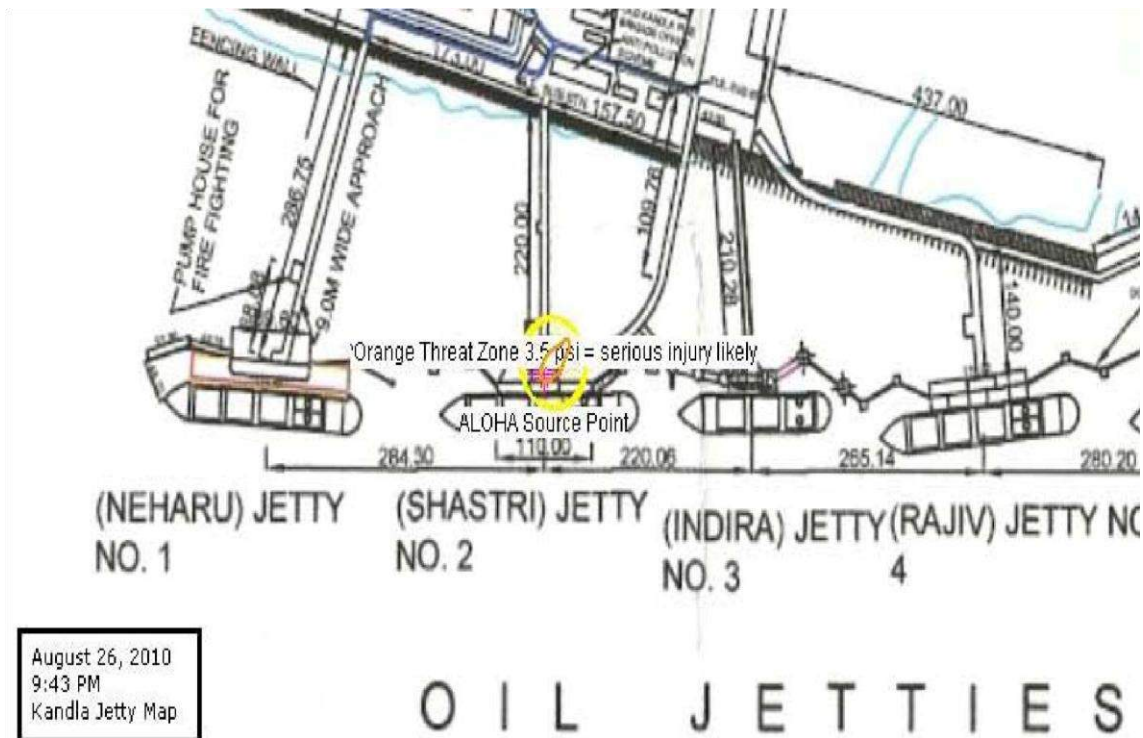 FENCING WALL
173.00
157.50
437.00
PUMP HOUSE FOR
FIRE FIGHTING
286.75
9.0M WIDE APPROACH
220.00
109.76
210.28
140.00
Orange Threat Zone 3.5 psi = serious injury likely
ALOHA Source Point
110.00
284.30
220.06
265.14
280.20
(NEHARU) JETTY
NO. 1
(SHASTRI) JETTY
NO. 2
(INDIRA) JETTY
NO. 3
(RAJIV) JETTY NO
4
August 26, 2010
9:43 PM
Kandla Jetty Map
OIL JETTIES